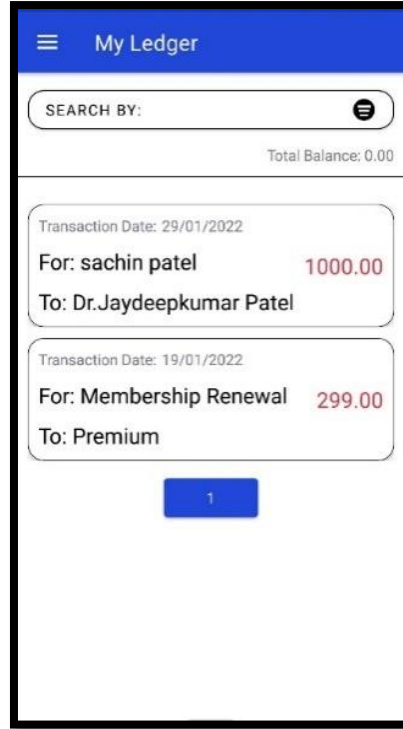 My Ledger
SEARCH BY:
Total Balance: 0.00
Transaction Date: 29/01/2022
For: sachin patel 1000.00
To: Dr.Jaydeepkumar Patel
Transaction Date: 19/01/2022
For: Membership Renewal 299.00
To: Premium
1